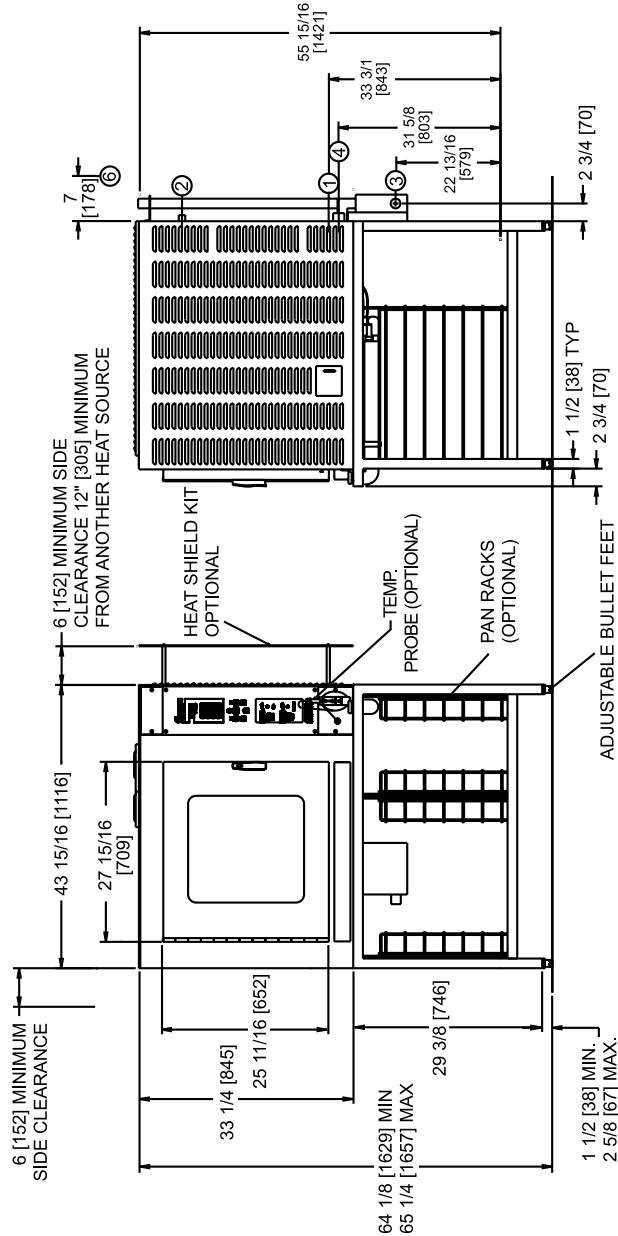 6 [152] MINIMUM
SIDE CLEARANCE
43 15/16 [1116]
27 15/16
[709]
6 [152] MINIMUM SIDE
CLEARANCE 12" [305] MINIMUM
FROM ANOTHER HEAT SOURCE
HEAT SHIELD KIT
OPTIONAL
TEMP.
PROBE (OPTIONAL)
PAN RACKS
(OPTIONAL)
ADJUSTABLE BULLET FEET
33 1/4 [845]
25 11/16 [652]
29 3/8 [746]
64 1/8 [1629] MIN
65 1/4 [1657] MAX
1 1/2 [38] MIN.
2 5/8 [67] MAX.
7
[178]
6
2
1
4
3
55 15/16
[1421]
33 3/1
[843]
31 5/8
[803]
22 13/16
[579]
2 3/4 [70]
1 1/2 [38] TYP
2 3/4 [70]